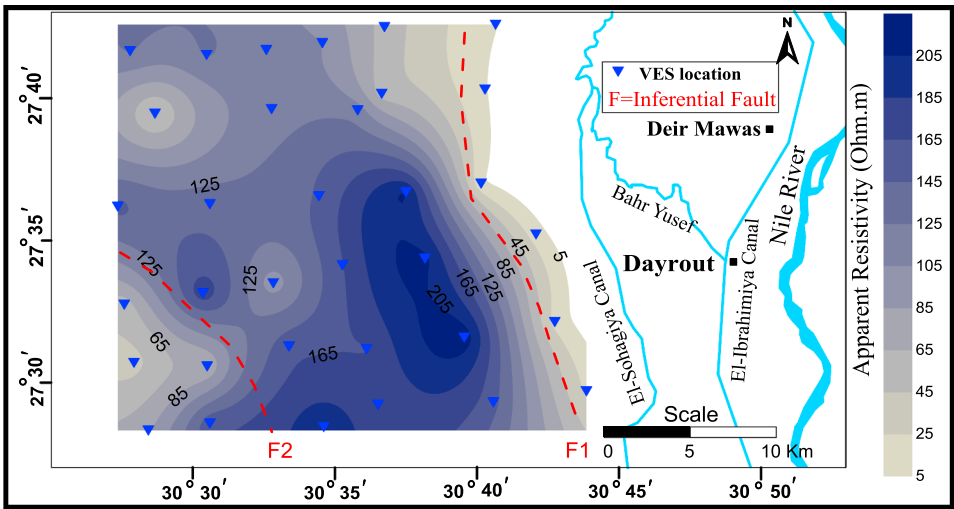 N
VES location
F=Inferential Fault
Deir Mawas
Bahr Yusef
Nile River
Dayrout
El-Ibrahimiya Canal
El-Sohagiya Canal
Scale
0 5 10 Km
125
125
125
65
85
165
205
165
125
85
45
5
F2
F1
27° 40′
27° 35′
27° 30′
30° 30′
30° 35′
30° 40′
30° 45′
30° 50′
Apparent Resistivity (Ohm.m)
205
185
165
145
125
105
85
65
45
25
5